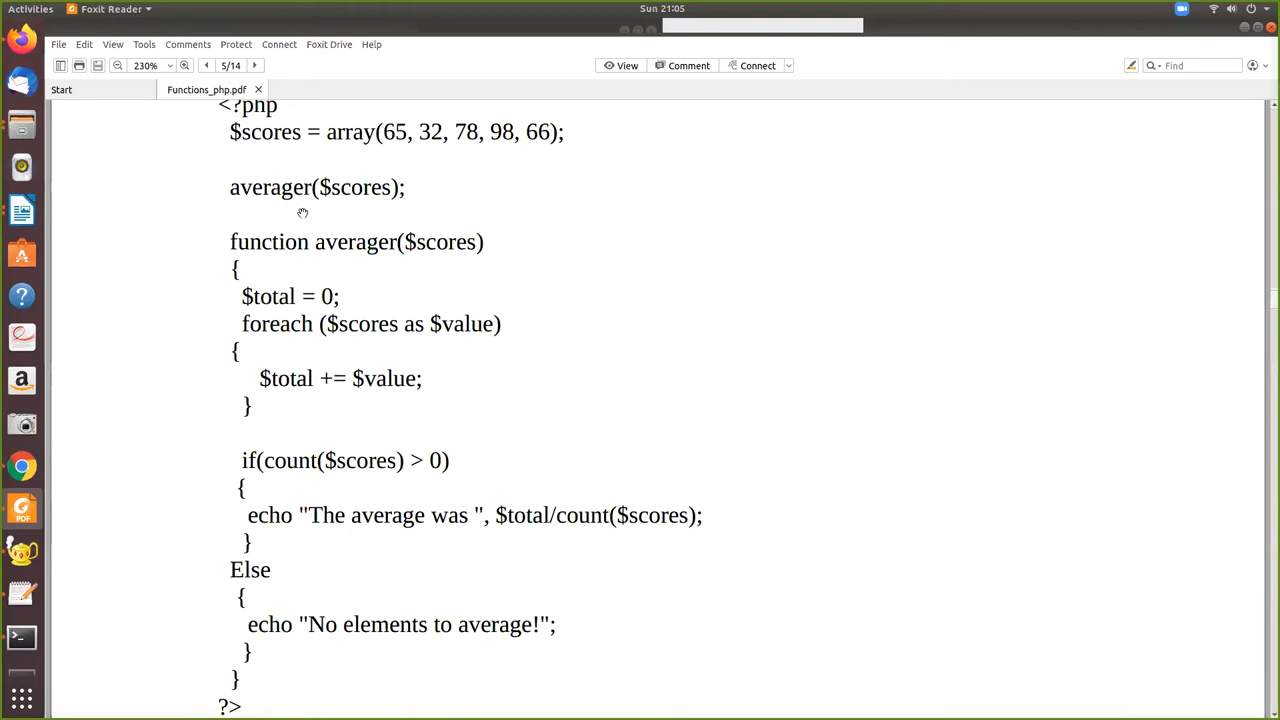 Activities Foxit Reader Sun 21:05
File Edit View Tools Comments Protect Connect Foxit Drive Help
230% 5/14 View Comment Connect Find
Start Functions_php.pdf
<?php
$scores = array(65, 32, 78, 98, 66);
averager($scores);
function averager($scores)
{
$total = 0;
foreach ($scores as $value)
{
$total += $value;
}
if(count($scores) > 0)
{
echo "The average was ", $total/count($scores);
}
Else
{
echo "No elements to average!";
}
}
?>